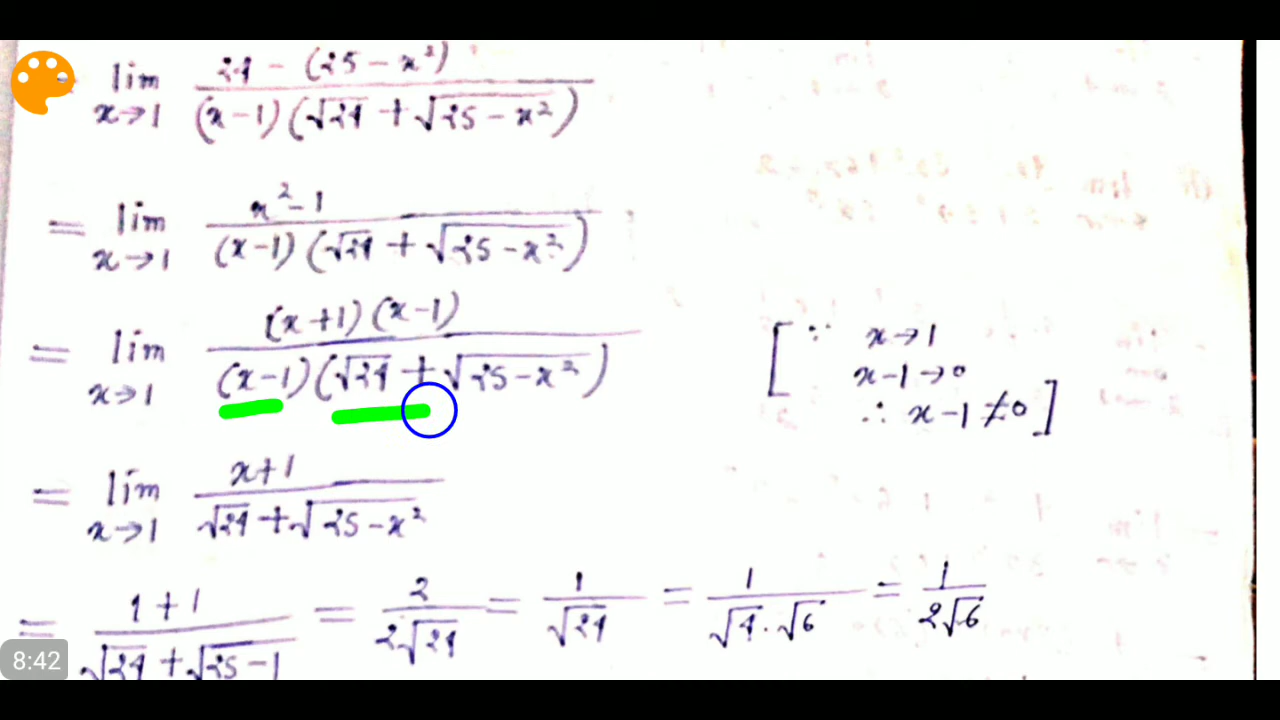 lim x→1 24 - (25 - x²) / (x-1)(√24 + √25 - x²)
= lim x→1 x² - 1 / (x-1)(√24 + √25 - x²)
= lim x→1 (x+1)(x-1) / (x-1)(√24 + √25 - x²) [∵ x→1
x-1→0
∴ x-1≠0]
= lim x→1 x+1 / √24 + √25 - x²
= 1+1 / √24 + √25 - 1 = 2 / 2√24 = 1 / √24 = 1 / √4·√6 = 1 / 2√6
8:42